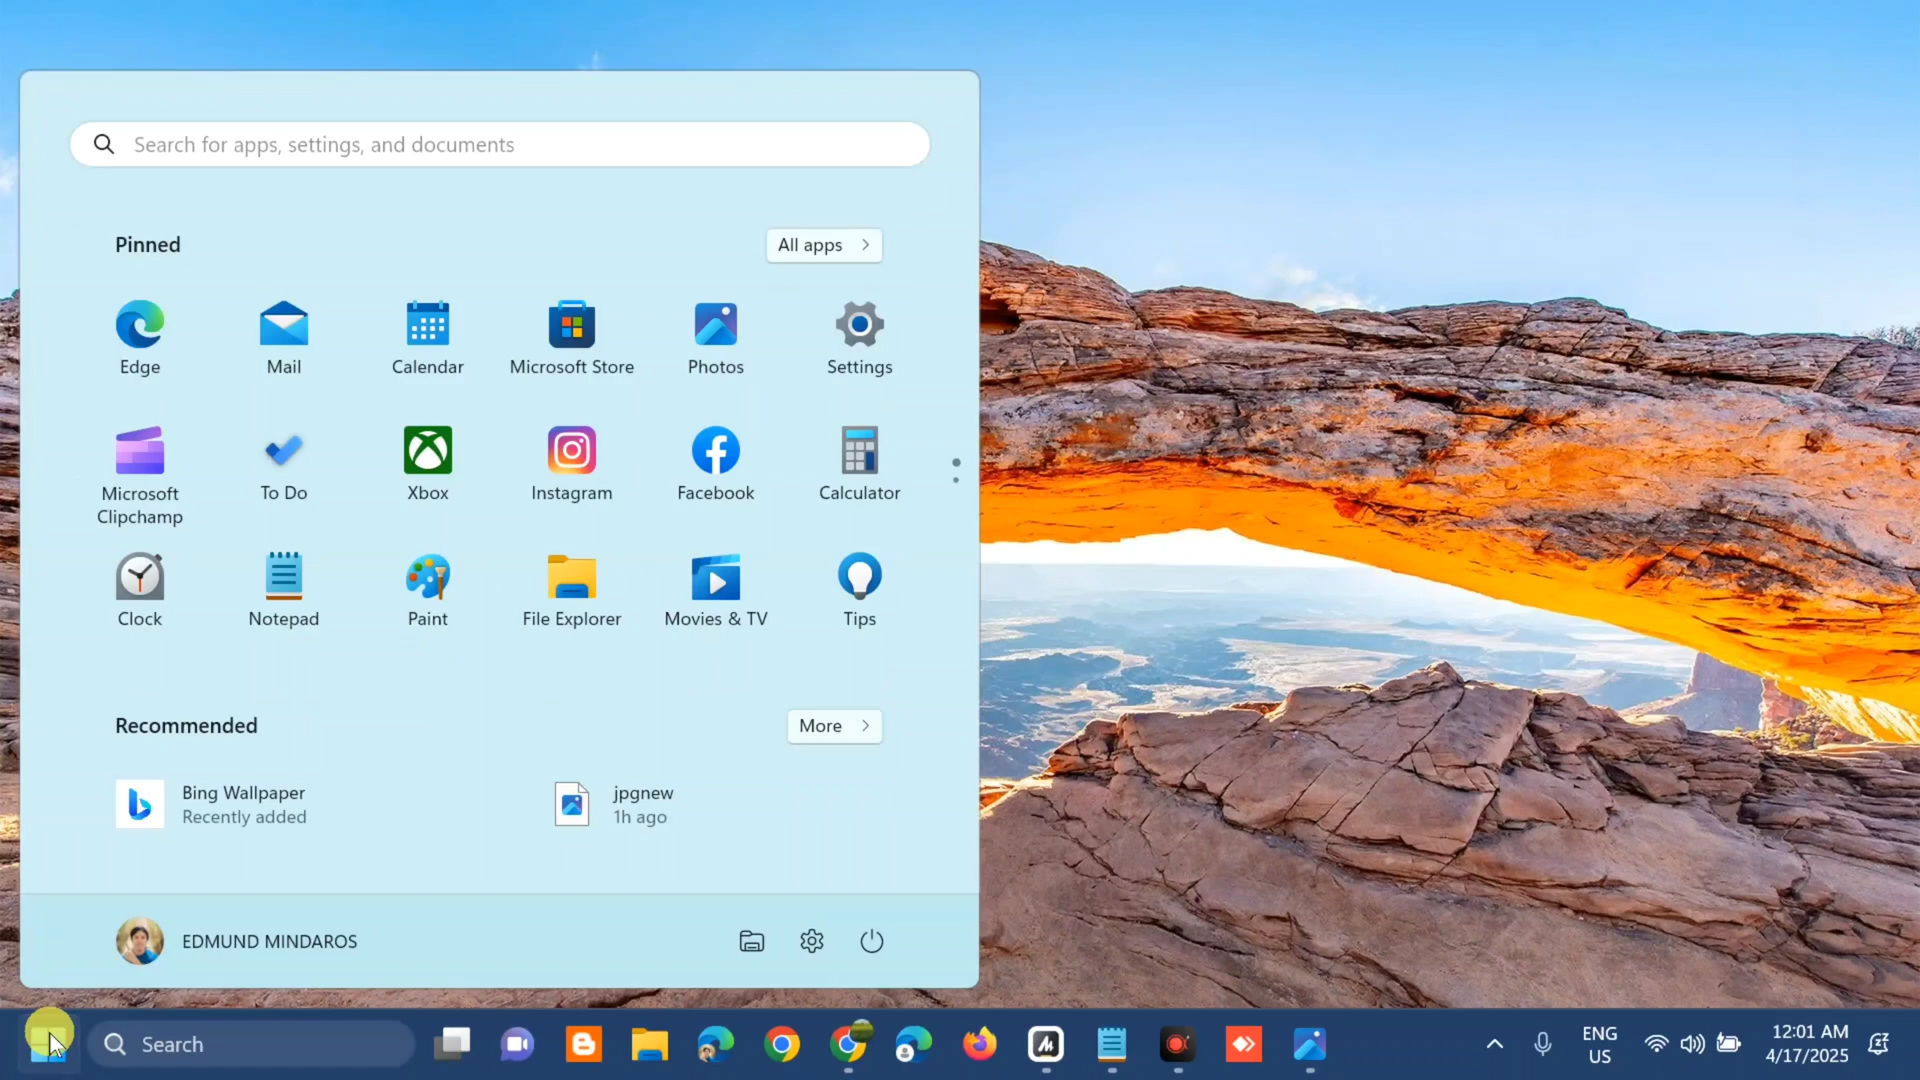 Search for apps, settings, and documents
Pinned
All apps
Edge
Mail
Calendar
Microsoft Store
Photos
Settings
Microsoft
Clipchamp
To Do
Xbox
Instagram
Facebook
Calculator
Clock
Notepad
Paint
File Explorer
Movies & TV
Tips
Recommended
More
Bing Wallpaper
Recently added
jpgnew
1h ago
EDMUND MINDAROS
Search
ENG
US
12:01 AM
4/17/2025